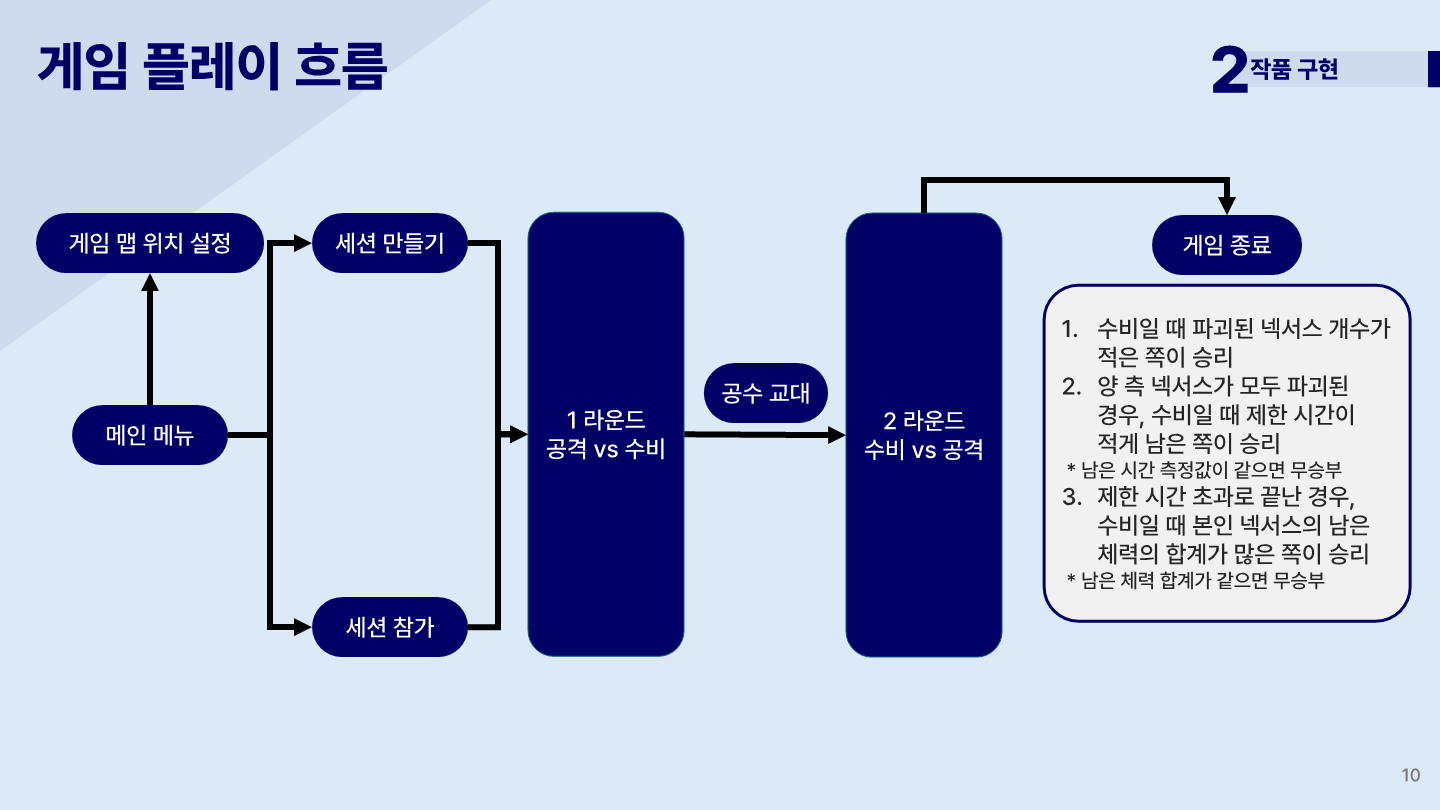 게임 플레이 흐름
2 작품 구현
게임 맵 위치 설정
세션 만들기
메인 메뉴
세션 참가
1 라운드
공격 vs 수비
공수 교대
2 라운드
수비 vs 공격
게임 종료
1. 수비일 때 파괴된 넥서스 개수가
적은 쪽이 승리
2. 양 측 넥서스가 모두 파괴된
경우, 수비일 때 제한 시간이
적게 남은 쪽이 승리
* 남은 시간 측정값이 같으면 무승부
3. 제한 시간 초과로 끝난 경우,
수비일 때 본인 넥서스의 남은
체력의 합계가 많은 쪽이 승리
* 남은 체력 합계가 같으면 무승부
10